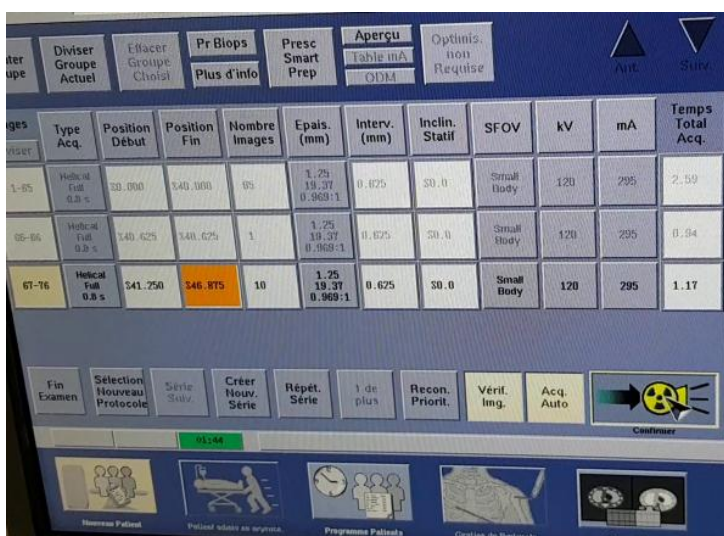 Diviser
Groupe
Actuel
Effacer
Groupe
Choisi
Pr Biops
Plus d'info
Presc
Smart
Prep
Aperçu
Table mA
ODM
Optimis.
non
Requise
Ant.
Suiv.
Type
Acq.
Position
Début
Position
Fin
Nombre
Images
Epais.
(mm)
Interv.
(mm)
Inclin.
Statif
SFOV
kV
mA
Temps
Total
Acq.
1-65
Helical
Full
0.8 s
S0.000
S40.000
65
1.25
19.37
0.969:1
0.625
S0.0
Small
Body
120
295
2.59
66-66
Helical
Full
0.8 s
S40.625
S40.625
1
1.25
19.37
0.969:1
0.625
S0.0
Small
Body
120
295
0.94
67-76
Helical
Full
0.8 s
S41.250
S46.875
10
1.25
19.37
0.969:1
0.625
S0.0
Small
Body
120
295
1.17
Fin
Examen
Sélection
Nouveau
Protocole
Série
Suiv.
Créer
Nouv.
Série
Répét.
Série
1 de
plus
Recon.
Priorit.
Vérif.
Img.
Acq.
Auto
Confirmer
01:44
Nouveau Patient
Patient admis en urgence.
Programme Patients